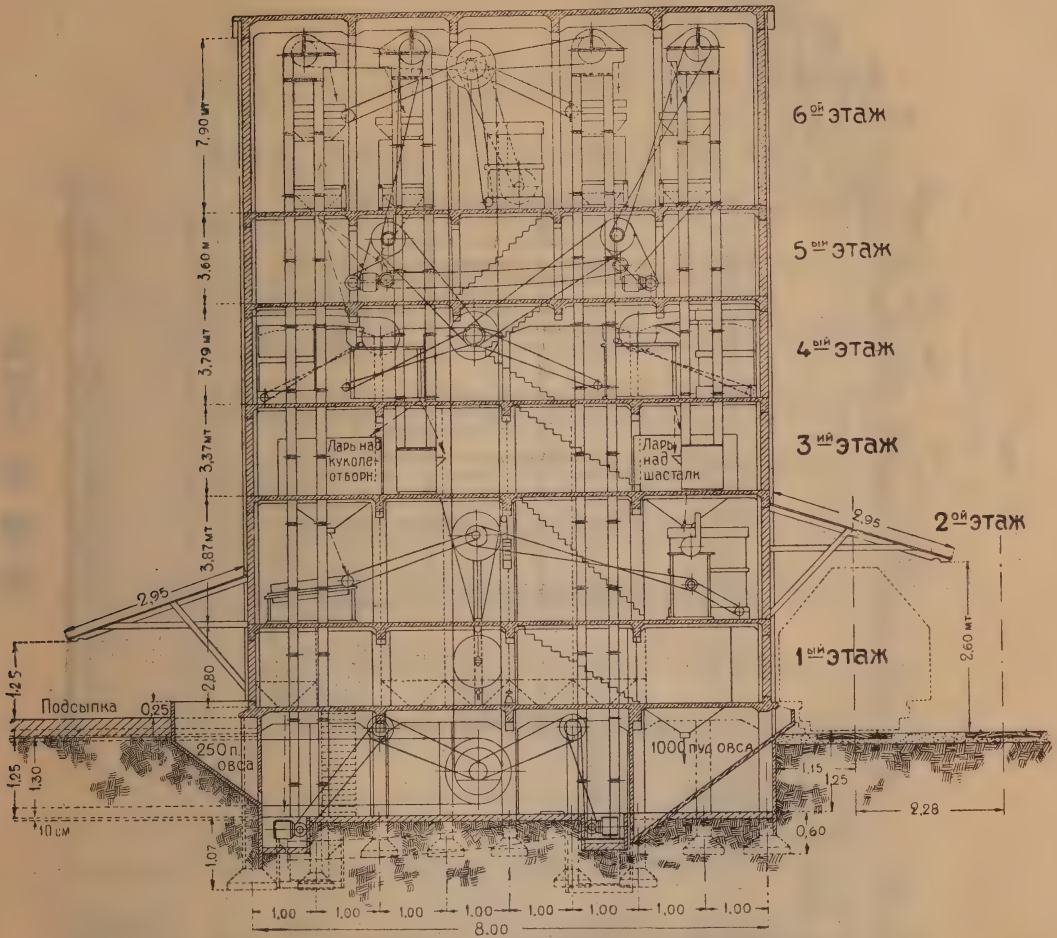 7,90 мт
6ой этаж
3,60 м
5ый этаж
3,79 мт
4ый этаж
3,37 мт
Ларь над
куколе-
отборн.
Ларь
над
шасталк
3ий этаж
3,87 мт
2,95
2ой этаж
2,95
2,60 мт
1ый этаж
2,80
1,25
Подсыпка
0,25
250 п.
овса
1000 пуд овса
1,25
1,30
10 см
1,07
1,15
1,25
2,28
0,60
1,00 1,00 1,00 1,00 1,00 1,00 1,00 1,00
8.00